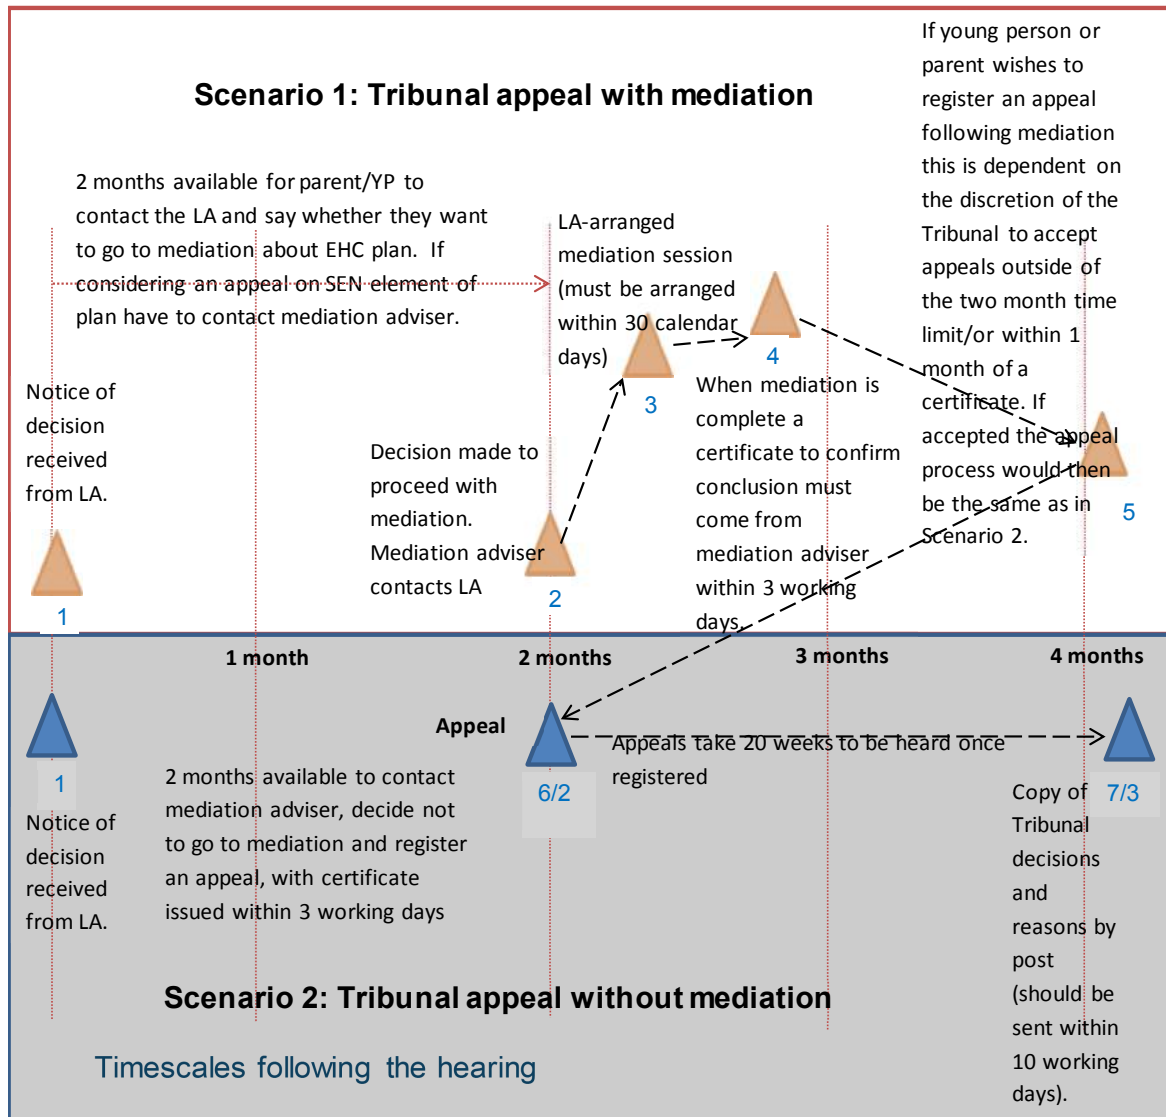 Scenario 1: Tribunal appeal with mediation
2 months available for parent/YP to
contact the LA and say whether they want
to go to mediation about EHC plan. If
considering an appeal on SEN element of
plan have to contact mediation adviser.
Notice of
decision
received
from LA.
1
Decision made to
proceed with
mediation.
Mediation adviser
contacts LA
2
LA-arranged
mediation session
(must be arranged
within 30 calendar
days)
3
4
When mediation is
complete a
certificate to confirm
conclusion must
come from
mediation adviser
within 3 working
days.
If young person or
parent wishes to
register an appeal
following mediation
this is dependent on
the discretion of the
Tribunal to accept
appeals outside of
the two month time
limit/or within 1
month of a
certificate. If
accepted the appeal
process would then
be the same as in
Scenario 2.
5
1 month
2 months
3 months
4 months
1
Notice of
decision
received
from LA.
Appeal
2 months available to contact
mediation adviser, decide not
to go to mediation and register
an appeal, with certificate
issued within 3 working days
6/2
Appeals take 20 weeks to be heard once
registered
7/3
Copy of
Tribunal
decisions
and
reasons by
post
(should be
sent within
10 working
days).
Scenario 2: Tribunal appeal without mediation
Timescales following the hearing